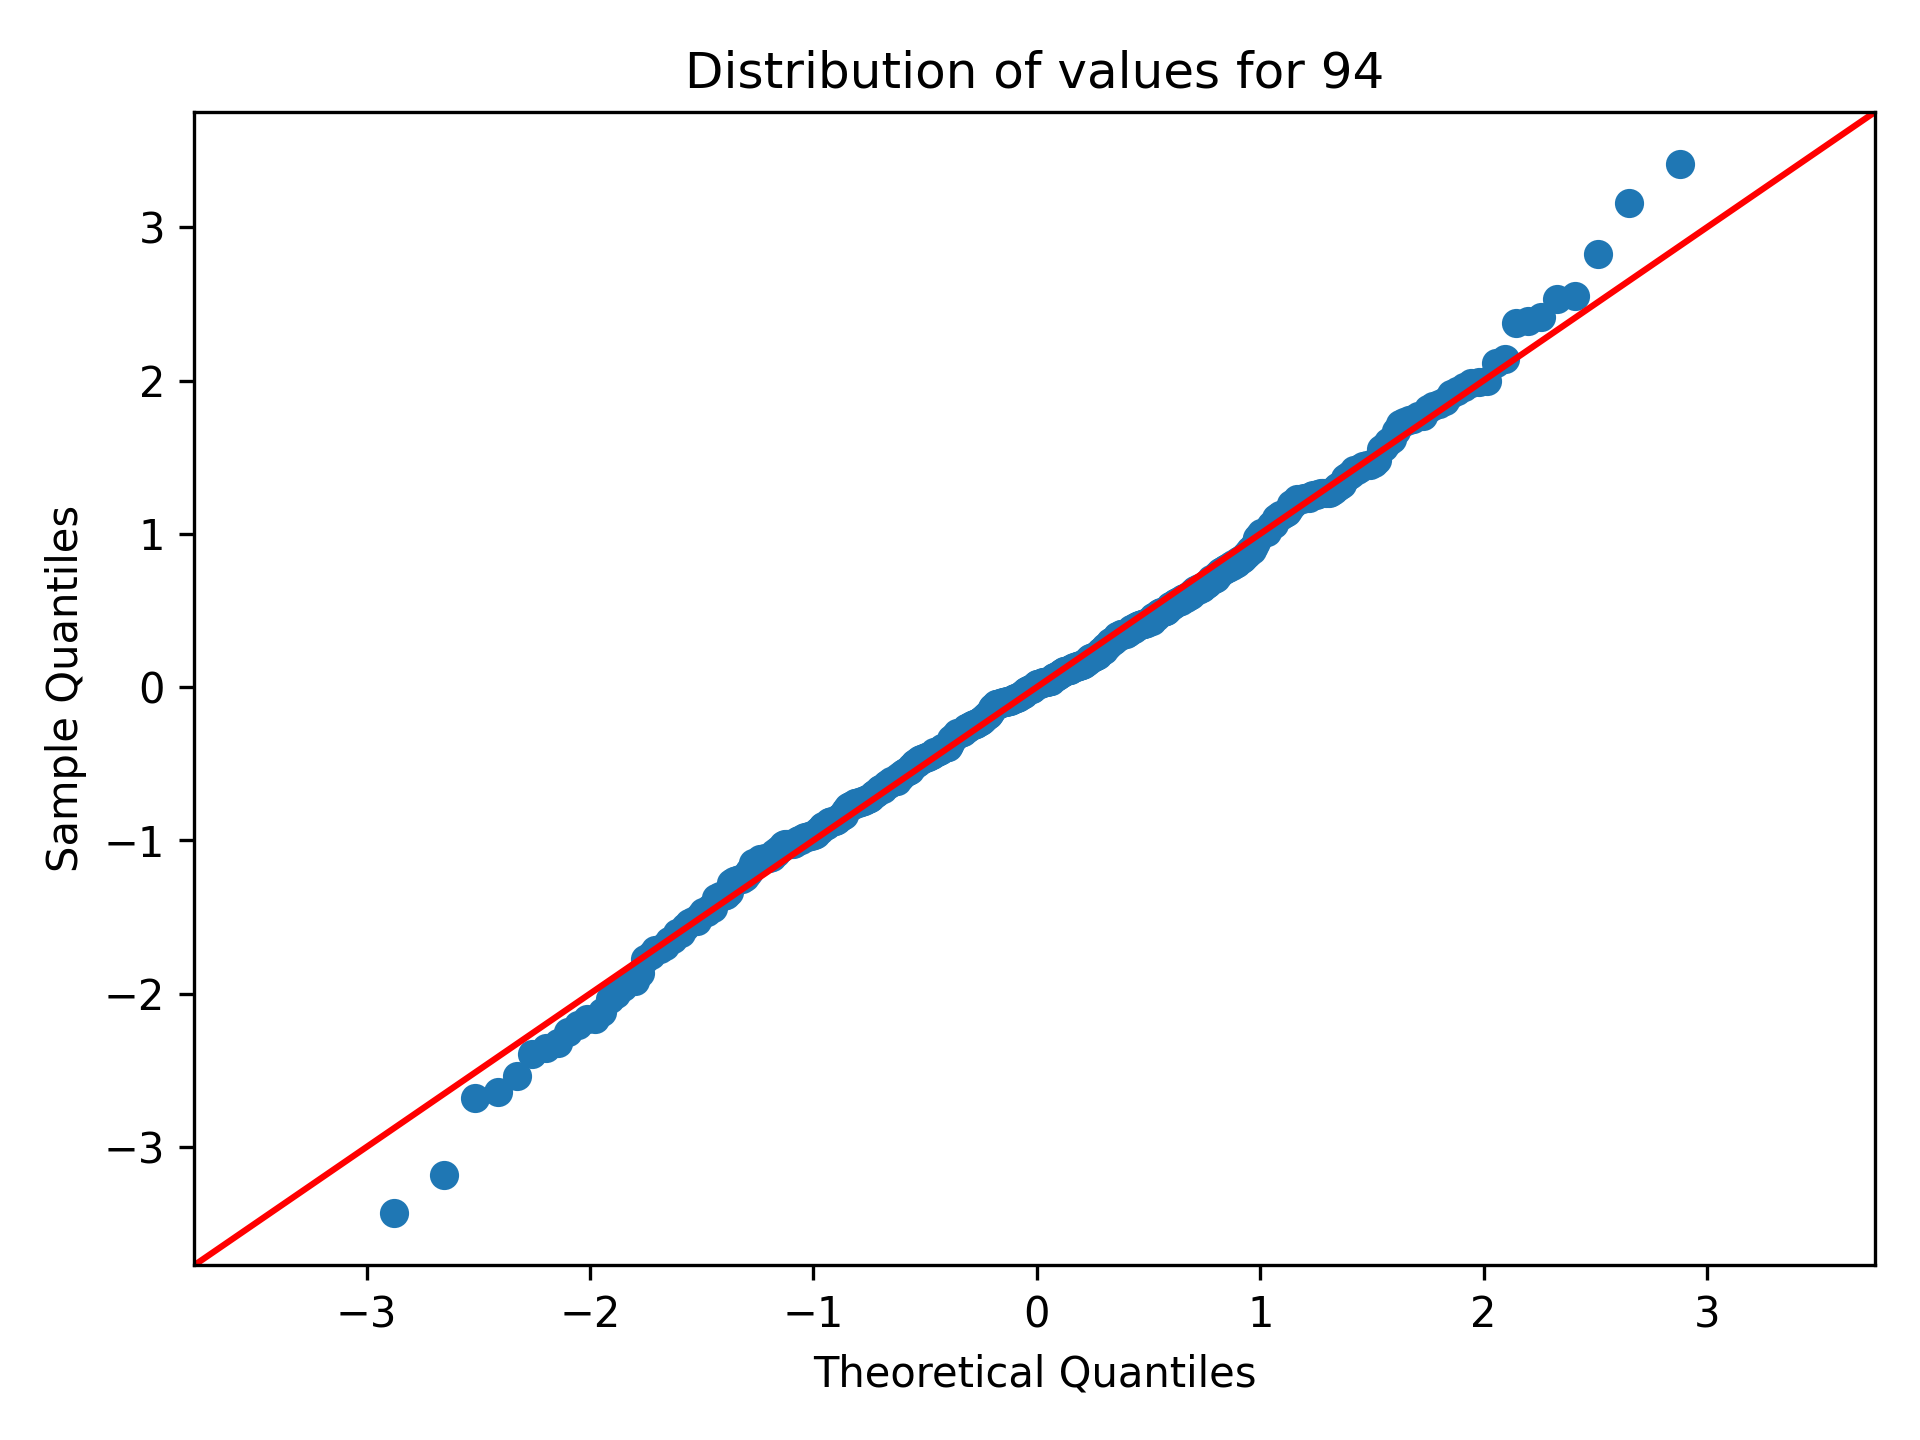 Distribution of values for 94
3
2
1
0
−1
−2
−3
Sample Quantiles
−3 −2 −1 0 1 2 3
Theoretical Quantiles